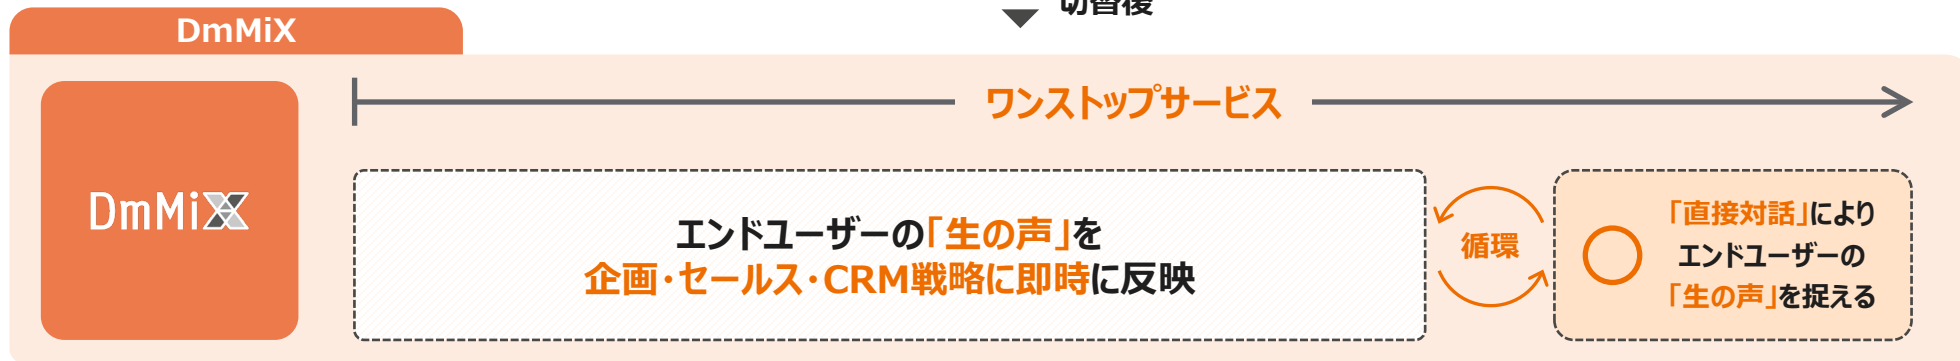 切替後
DmMiX
ワンストップサービス
DmMiX
エンドユーザーの「生の声」を
企画・セールス・CRM戦略に即時に反映
循環
「直接対話」により
エンドユーザーの
「生の声」を捉える